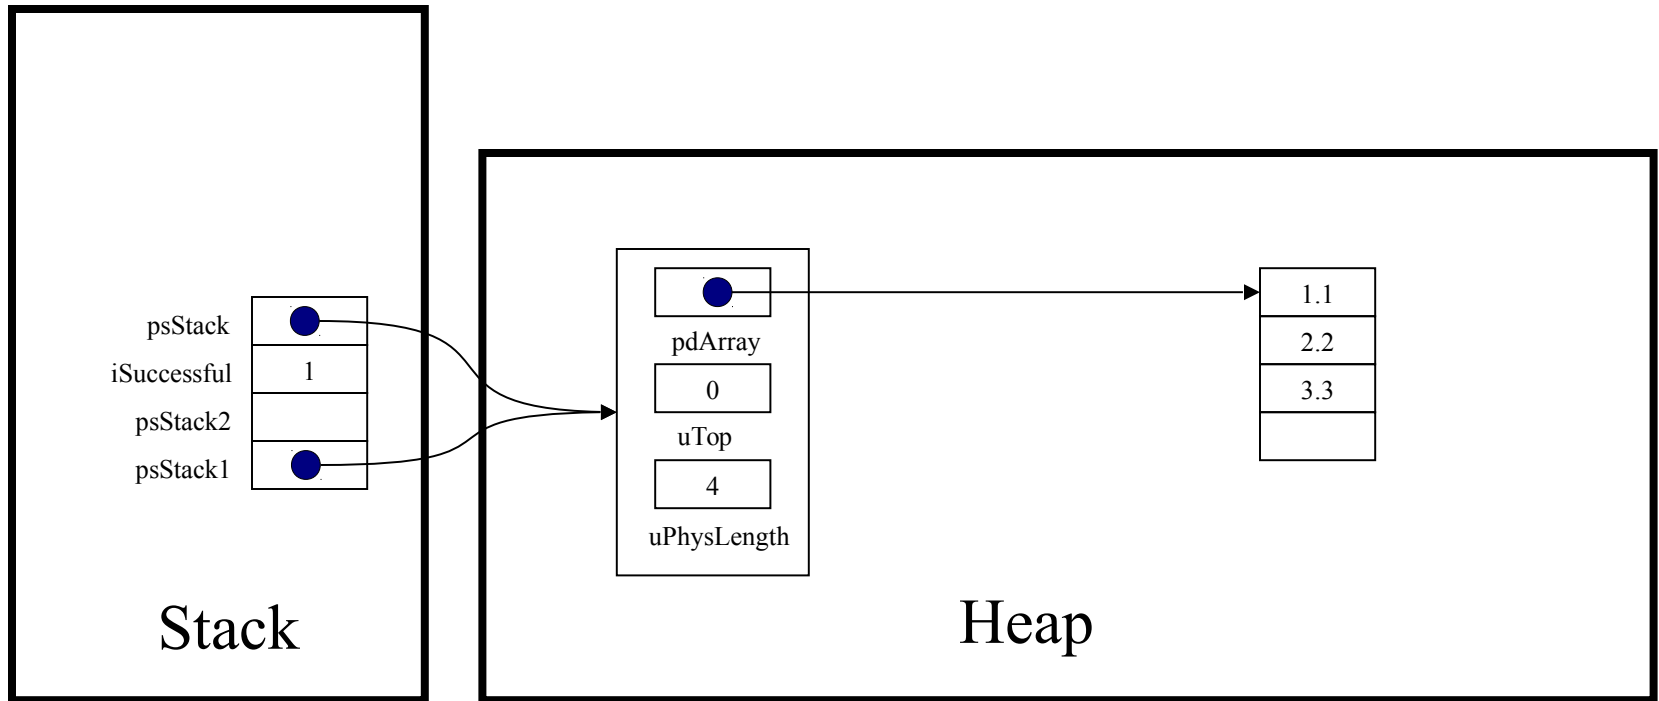 psStack
iSuccessful 1
psStack2
psStack1
Stack
pdArray
0
uTop
4
uPhysLength
1.1
2.2
3.3
Heap